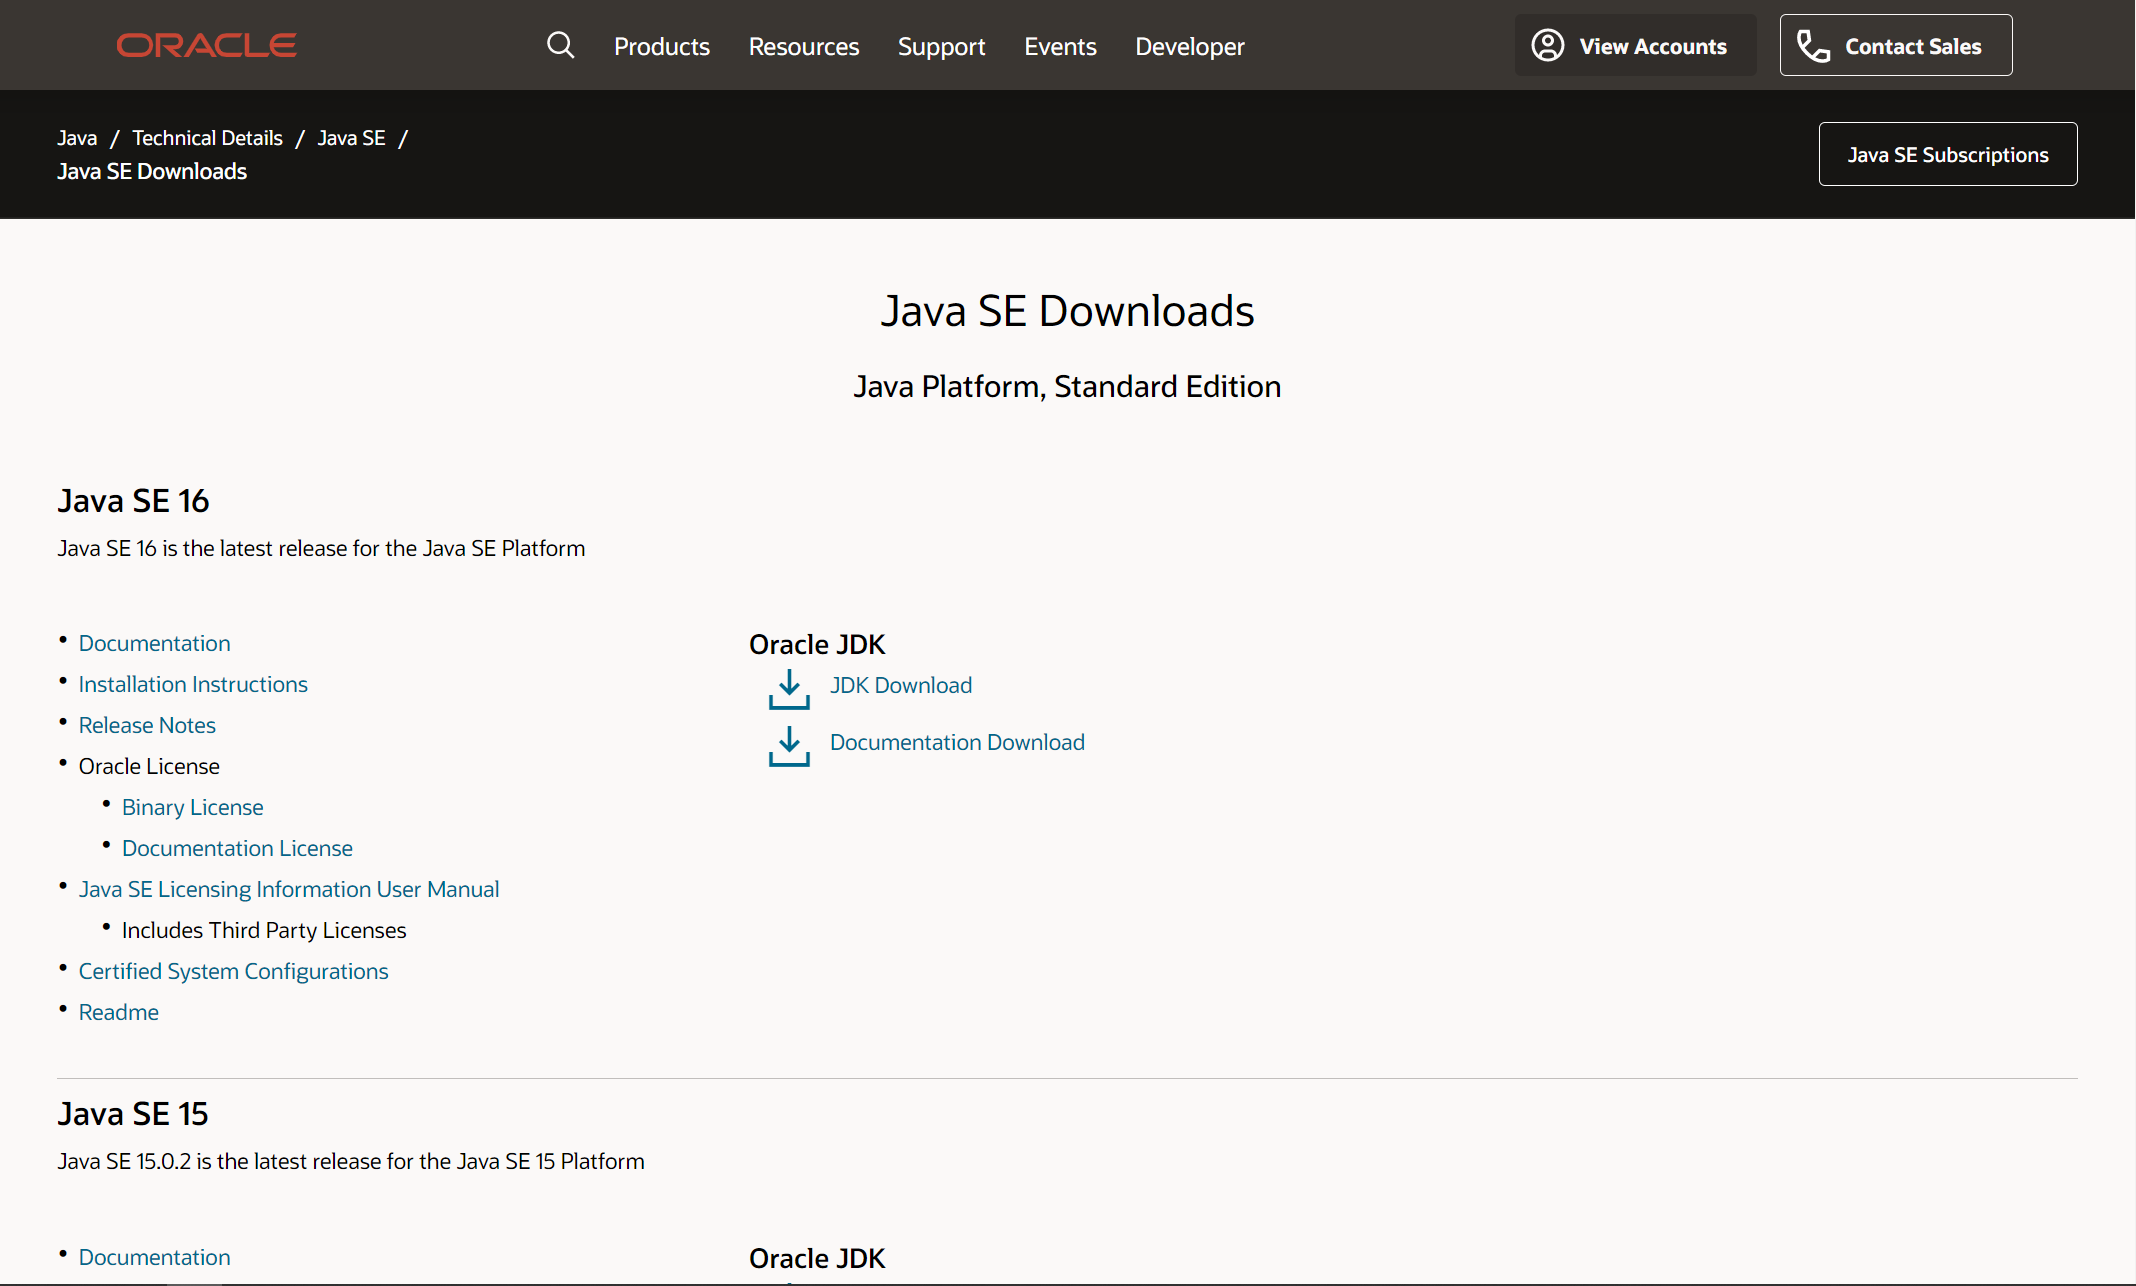 ORACLE
Products Resources Support Events Developer
View Accounts
Contact Sales
Java / Technical Details / Java SE /
Java SE Downloads
Java SE Subscriptions
Java SE Downloads
Java Platform, Standard Edition
Java SE 16
Java SE 16 is the latest release for the Java SE Platform
• Documentation
• Installation Instructions
• Release Notes
• Oracle License
• Binary License
• Documentation License
• Java SE Licensing Information User Manual
• Includes Third Party Licenses
• Certified System Configurations
• Readme
Oracle JDK
JDK Download
Documentation Download
Java SE 15
Java SE 15.0.2 is the latest release for the Java SE 15 Platform
• Documentation
Oracle JDK